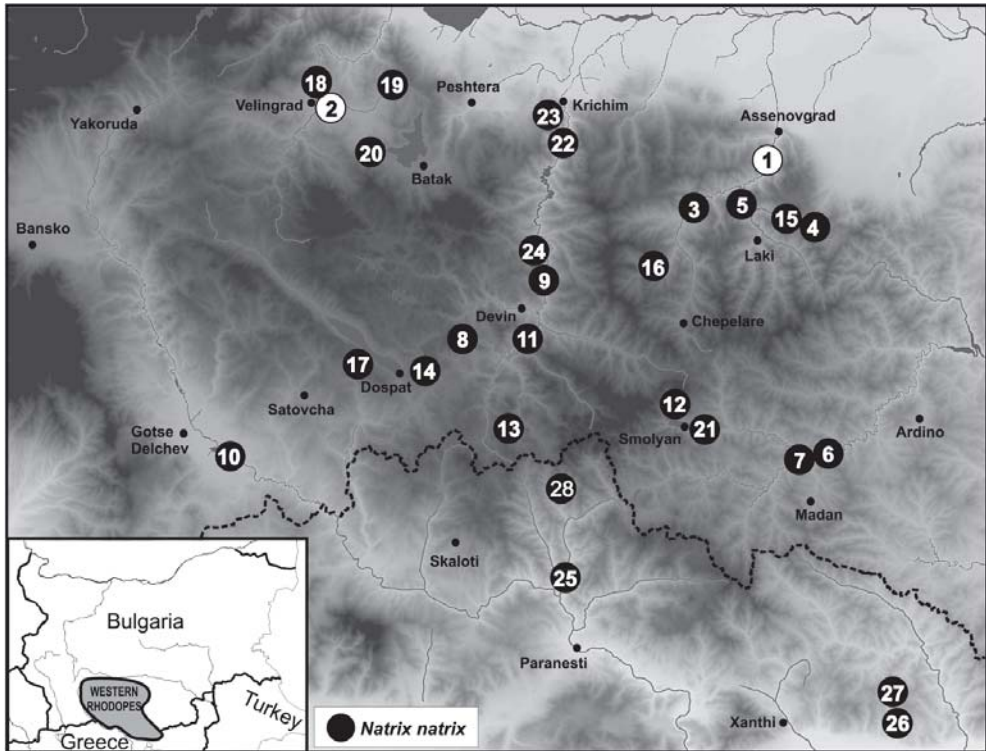 18
19
Peshtera
Krichim
Velingrad
2
23
Yakoruda
Assenovgrad
22
20
1
Batak
3
5
15
4
Bansko
Laki
24
16
9
Devin
Chepelare
8
11
17
14
Dospat
Satovcha
12
Ardino
Gotse
Delchev
13
Smolyan
21
10
7
6
28
Madan
Skaloti
25
Bulgaria
Paranesti
WESTERN
RHODOPES
27
Turkey
Natrix natrix
Xanthi
26
Greece